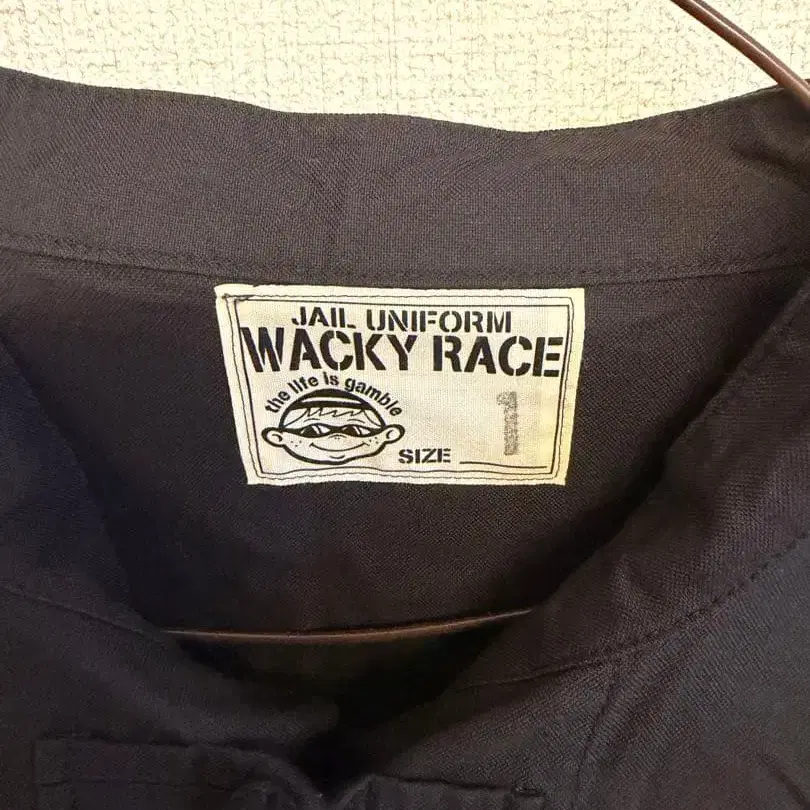 JAIL UNIFORM
WACKY RACE
the life is gamble
SIZE 1